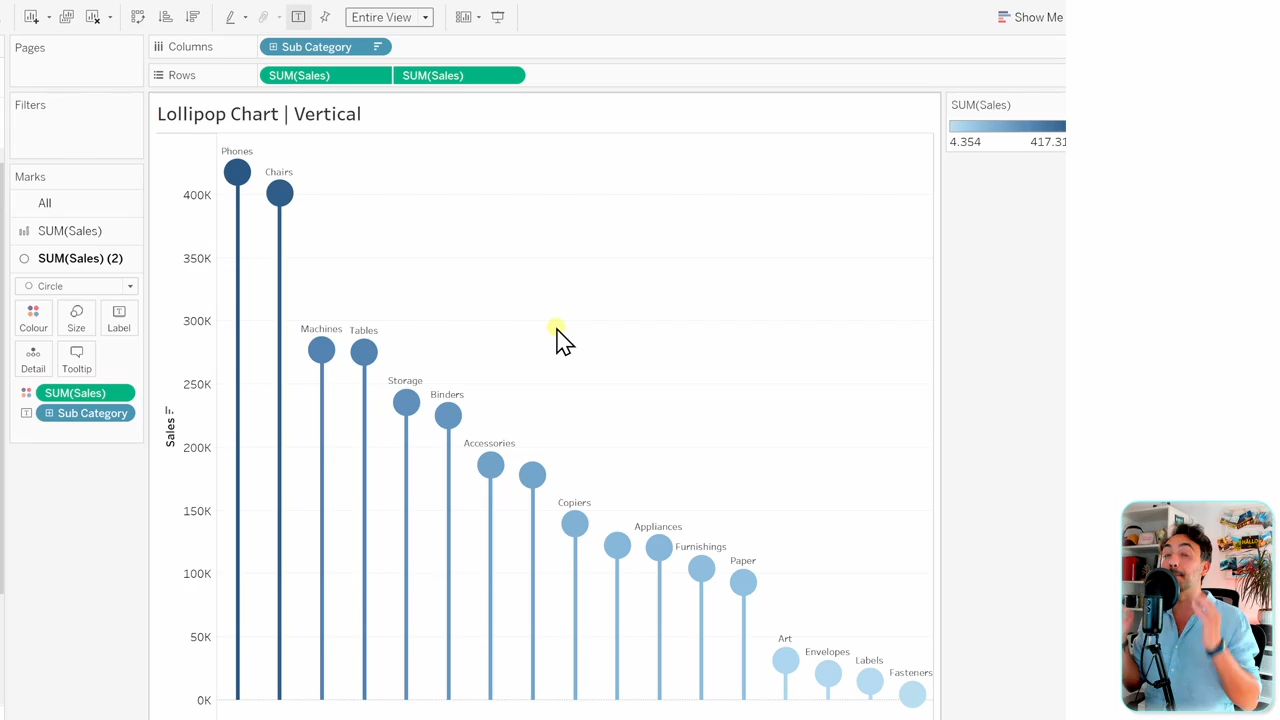 Entire View
Show Me
Pages
Columns
Sub Category
Rows
SUM(Sales)
SUM(Sales)
Filters
Lollipop Chart | Vertical
SUM(Sales)
4.354
417.31
Marks
All
SUM(Sales)
SUM(Sales) (2)
Circle
Colour
Size
Label
Detail
Tooltip
SUM(Sales)
Sub Category
Sales
400K
350K
300K
250K
200K
150K
100K
50K
0K
Phones
Chairs
Machines
Tables
Storage
Binders
Accessories
Copiers
Appliances
Furnishings
Paper
Art
Envelopes
Labels
Fasteners